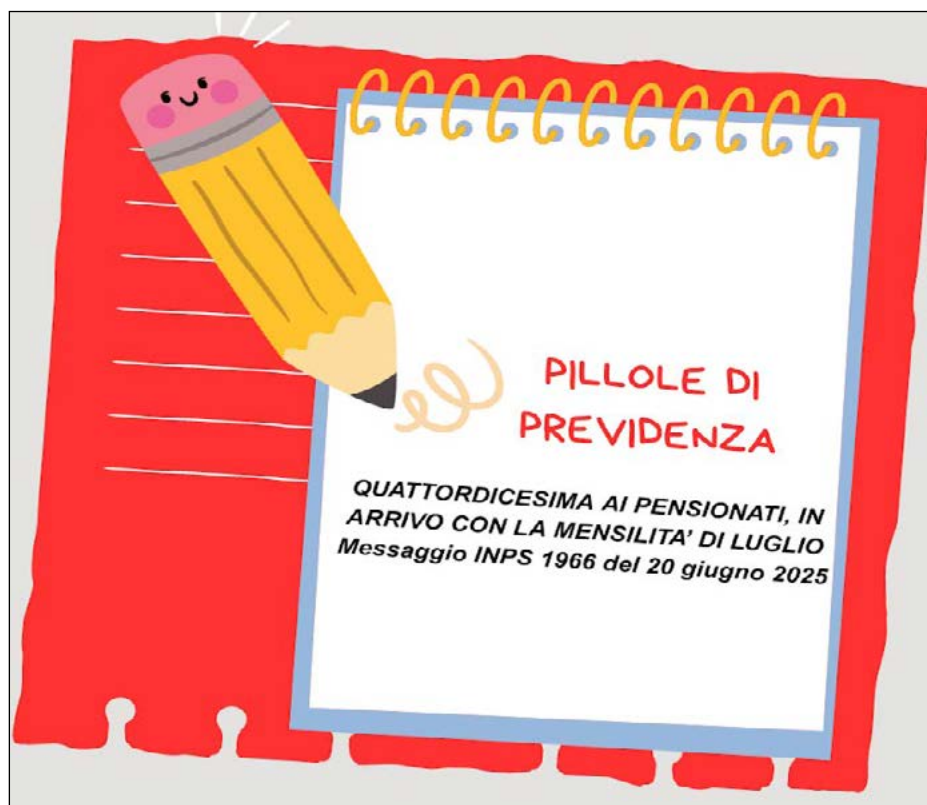 PILLOLE DI
PREVIDENZA
QUATTORDICESIMA AI PENSIONATI, IN
ARRIVO CON LA MENSILITA' DI LUGLIO
Messaggio INPS 1966 del 20 giugno 2025